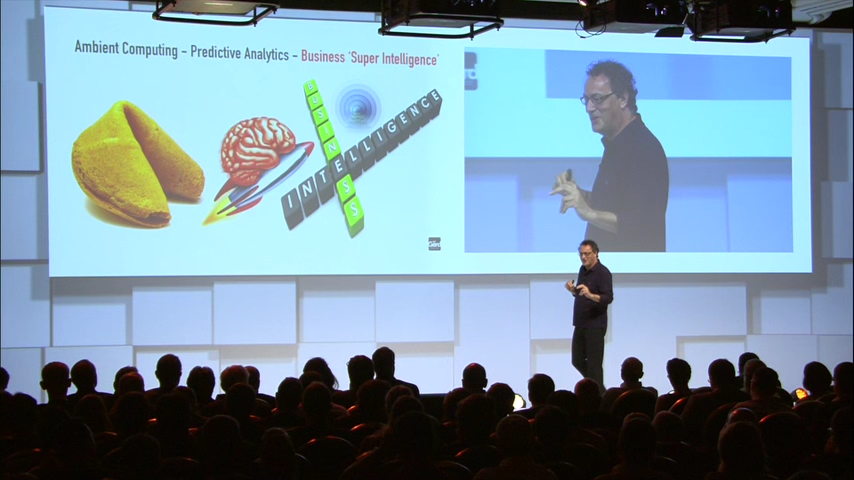 Ambient Computing – Predictive Analytics – Business 'Super Intelligence'
BUSINESS
INTELLIGENCE